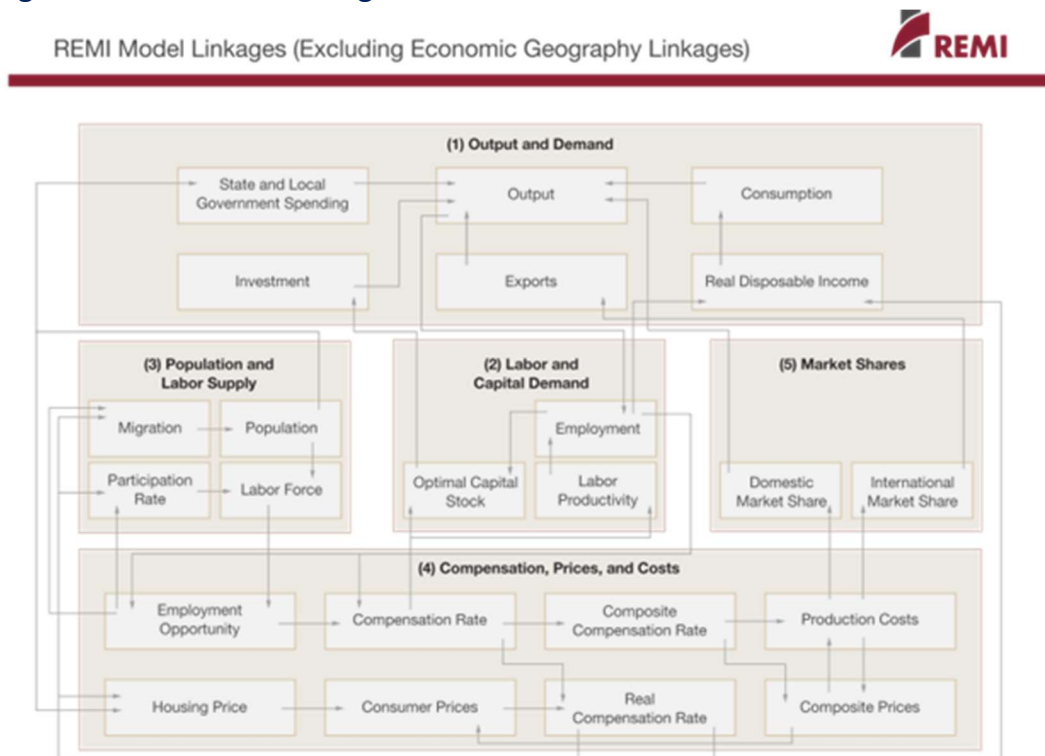 REMI Model Linkages (Excluding Economic Geography Linkages)
REMI
(1) Output and Demand
State and Local
Government Spending
Output
Consumption
Investment
Exports
Real Disposable Income
(3) Population and
Labor Supply
Migration
Population
Participation
Rate
Labor Force
(2) Labor and
Capital Demand
Employment
Optimal Capital
Stock
Labor
Productivity
(5) Market Shares
Domestic
Market Share
International
Market Share
(4) Compensation, Prices, and Costs
Employment
Opportunity
Compensation Rate
Composite
Compensation Rate
Production Costs
Housing Price
Consumer Prices
Real
Compensation Rate
Composite Prices